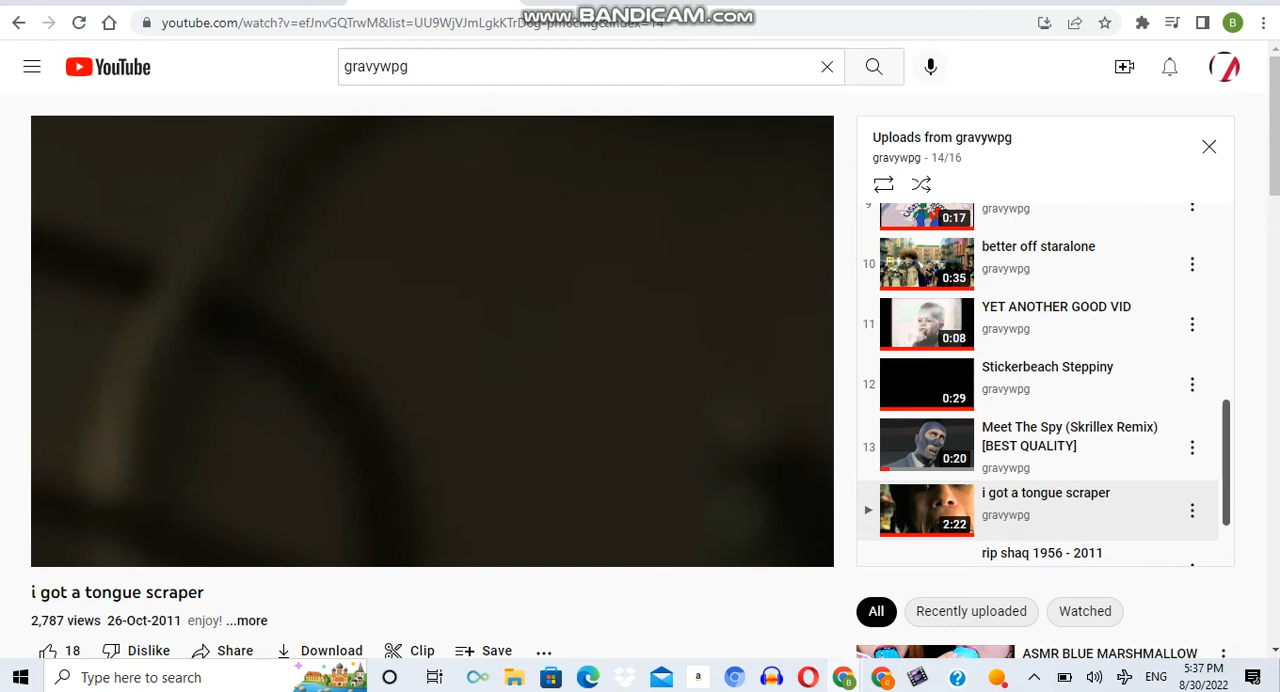 youtube.com/watch?v=efJnvGQTrwM&list=UU9WjVJmLgkKTrD
www.BANDICAM.com
B
YouTube
gravywpg
Uploads from gravywpg
gravywpg - 14/16
9
0:17
gravywpg
10
0:35
better off staralone
gravywpg
11
0:08
YET ANOTHER GOOD VID
gravywpg
12
0:29
Stickerbeach Steppiny
gravywpg
13
0:20
Meet The Spy (Skrillex Remix)
[BEST QUALITY]
gravywpg
2:22
i got a tongue scraper
gravywpg
rip shaq 1956 - 2011
i got a tongue scraper
2,787 views 26-Oct-2011 enjoy! ...more
18 Dislike Share Download Clip Save
All Recently uploaded Watched
ASMR BLUE MARSHMALLOW
Type here to search
ENG
5:37 PM
8/30/2022